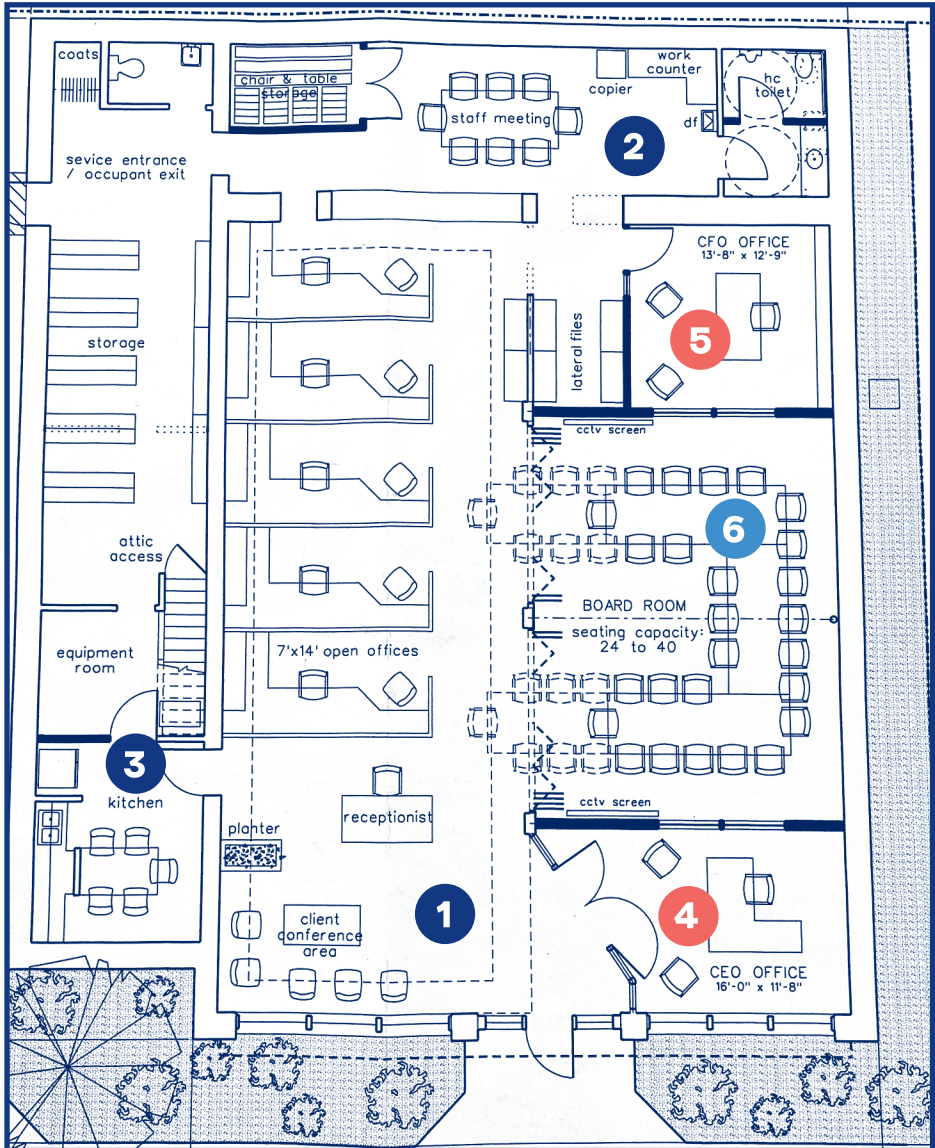 coats
chair & table
storage
work
counter
copier
hc
toilet
staff meeting
df
2
sevice entrance
/ occupant exit
CFO OFFICE
13'-8" x 12'-9"
5
storage
lateral files
cctv screen
6
attic
access
BOARD ROOM
seating capacity:
24 to 40
equipment
room
7'x14' open offices
3
kitchen
receptionist
cctv screen
planter
1
client
conference
area
4
CEO OFFICE
16'-0" x 11'-8"